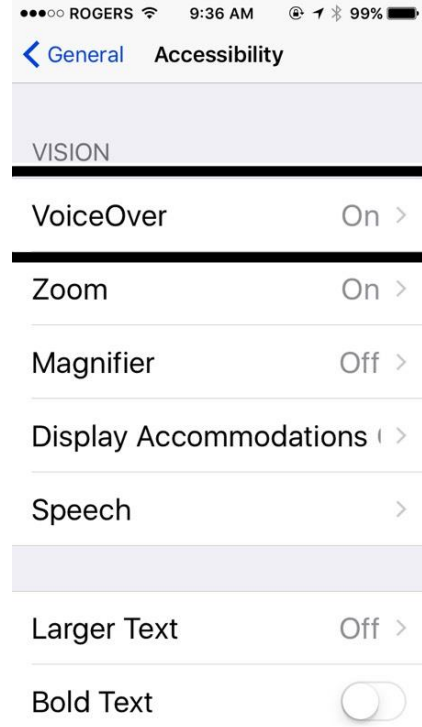 ROGERS 9:36 AM 99%
General Accessibility
VISION
VoiceOver On
Zoom On
Magnifier Off
Display Accommodations
Speech
Larger Text Off
Bold Text